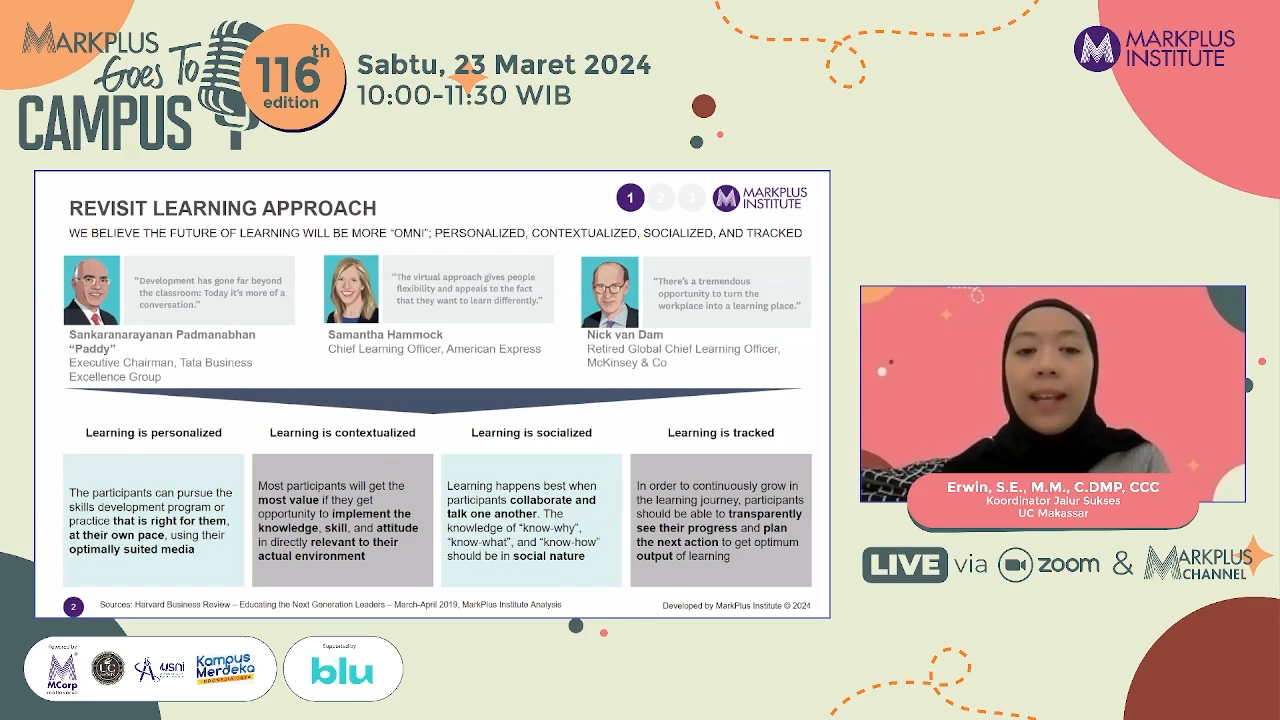 MARKPLUS
Goes To
CAMPUS
116th
edition
Sabtu, 23 Maret 2024
10:00-11:30 WIB
MARKPLUS
INSTITUTE
REVISIT LEARNING APPROACH
1
2
3
MARKPLUS
INSTITUTE
WE BELIEVE THE FUTURE OF LEARNING WILL BE MORE “OMNI”; PERSONALIZED, CONTEXTUALIZED, SOCIALIZED, AND TRACKED
“Development has gone far beyond
the classroom: Today it’s more of a
conversation.”
Sankaranarayanan Padmanabhan
“Paddy”
Executive Chairman, Tata Business
Excellence Group
“The virtual approach gives people
flexibility and appeals to the fact
that they want to learn differently.”
Samantha Hammock
Chief Learning Officer, American Express
“There’s a tremendous
opportunity to turn the
workplace into a learning place.”
Nick van Dam
Retired Global Chief Learning Officer,
McKinsey & Co
Learning is personalized
The participants can pursue the
skills development program or
practice that is right for them,
at their own pace, using their
optimally suited media
Learning is contextualized
Most participants will get the
most value if they get
opportunity to implement the
knowledge, skill, and attitude
in directly relevant to their
actual environment
Learning is socialized
Learning happens best when
participants collaborate and
talk one another. The
knowledge of “know-why”,
“know-what”, and “know-how”
should be in social nature
Learning is tracked
In order to continuously grow in
the learning journey, participants
should be able to transparently
see their progress and plan
the next action to get optimum
output of learning
2
Sources: Harvard Business Review – Educating the Next Generation Leaders – March-April 2019, MarkPlus Institute Analysis
Developed by MarkPlus Institute © 2024
Erwin, S.E., M.M., C.DMP, CCC
Koordinator Jalur Sukses
UC Makassar
LIVE via zoom & MARKPLUS
CHANNEL
Powered by
MCorp
USNI
Kampus
Merdeka
INDONESIA JAYA
Supported by
blu